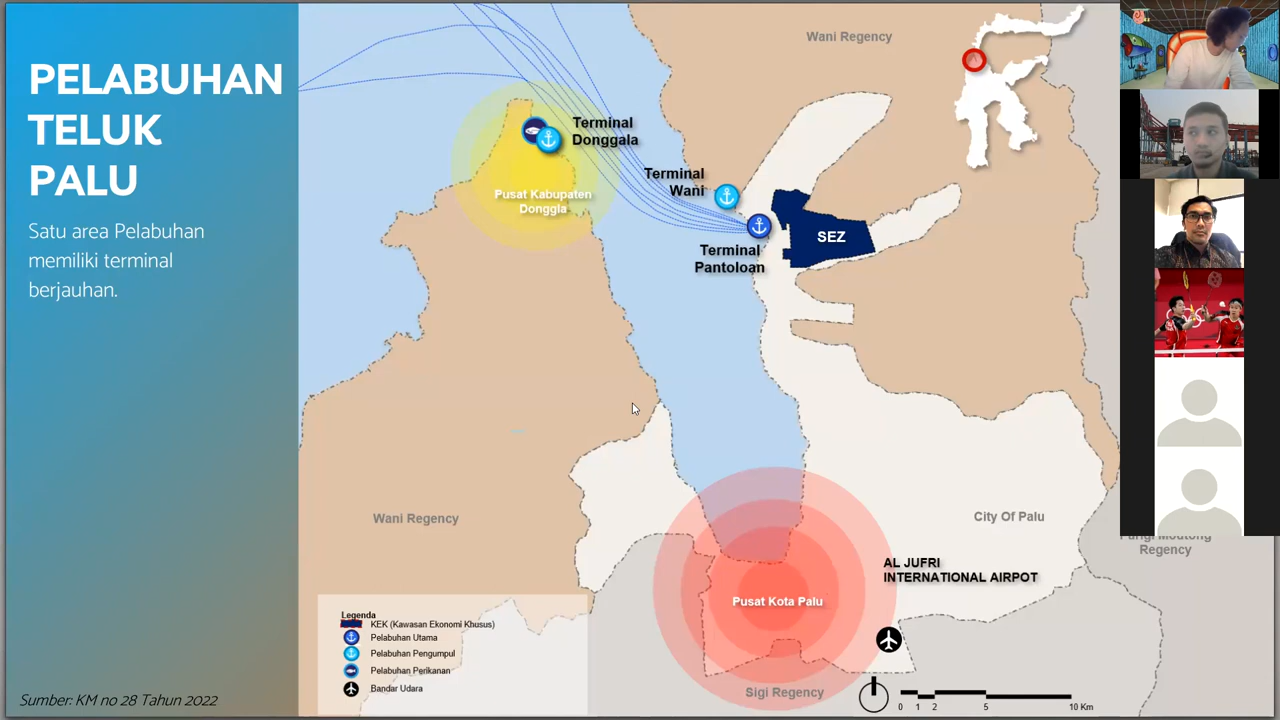 PELABUHAN
TELUK
PALU
Satu area Pelabuhan
memiliki terminal
berjauhan.
Sumber: KM no 28 Tahun 2022
Wani Regency
Terminal
Donggala
Terminal
Wani
Pusat Kabupaten
Donggla
SEZ
Terminal
Pantoloan
Wani Regency
City Of Palu
Parigi Moutong
Regency
AL JUFRI
INTERNATIONAL AIRPOT
Pusat Kota Palu
Sigi Regency
Legenda
KEK (Kawasan Ekonomi Khusus)
Pelabuhan Utama
Pelabuhan Pengumpul
Pelabuhan Perikanan
Bandar Udara
0 1 2 5 10 Km